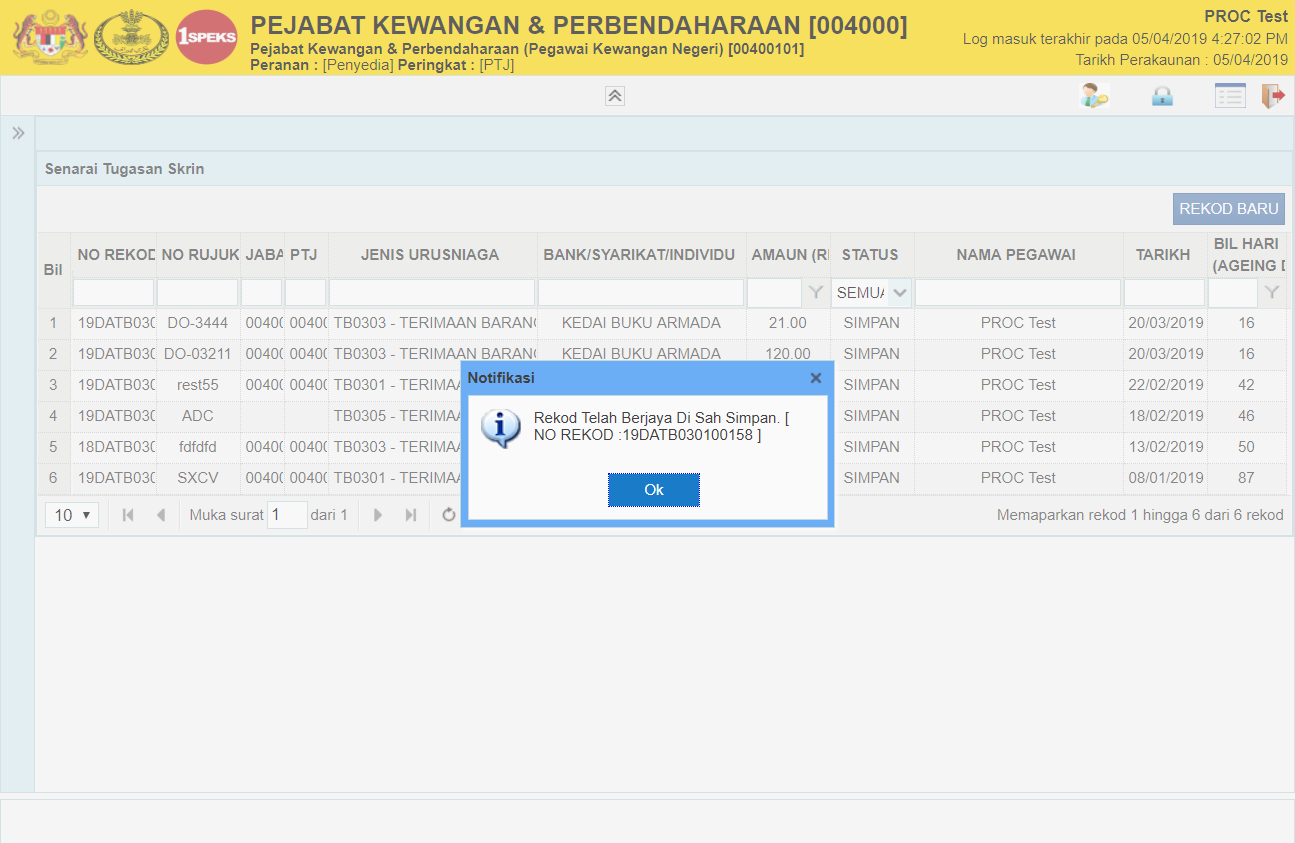 1SPEKS
PEJABAT KEWANGAN & PERBENDAHARAAN [004000]
Pejabat Kewangan & Perbendaharaan (Pegawai Kewangan Negeri) [00400101]
Peranan : [Penyedia] Peringkat : [PTJ]
PROC Test
Log masuk terakhir pada 05/04/2019 4:27:02 PM
Tarikh Perakaunan : 05/04/2019
Senarai Tugasan Skrin
REKOD BARU
Bil NO REKOD NO RUJUK JABA PTJ JENIS URUSNIAGA BANK/SYARIKAT/INDIVIDU AMAUN (R STATUS NAMA PEGAWAI TARIKH BIL HARI (AGEING D
SEMUA
1 19DATB030 DO-3444 00400 00400 TB0303 - TERIMAAN BARANG KEDAI BUKU ARMADA 21.00 SIMPAN PROC Test 20/03/2019 16
2 19DATB030 DO-03211 00400 00400 TB0303 - TERIMAAN BARANG KEDAI BUKU ARMADA 120.00 SIMPAN PROC Test 20/03/2019 16
3 19DATB030 rest55 00400 00400 TB0301 - TERIMAA SIMPAN PROC Test 22/02/2019 42
4 19DATB030 ADC TB0305 - TERIMAA SIMPAN PROC Test 18/02/2019 46
5 18DATB030 fdfdfd 00400 00400 TB0303 - TERIMAA SIMPAN PROC Test 13/02/2019 50
6 19DATB030 SXCV 00400 00400 TB0301 - TERIMAA SIMPAN PROC Test 08/01/2019 87
Notifikasi
Rekod Telah Berjaya Di Sah Simpan. [
NO REKOD :19DATB030100158 ]
Ok
10 Muka surat 1 dari 1 Memaparkan rekod 1 hingga 6 dari 6 rekod